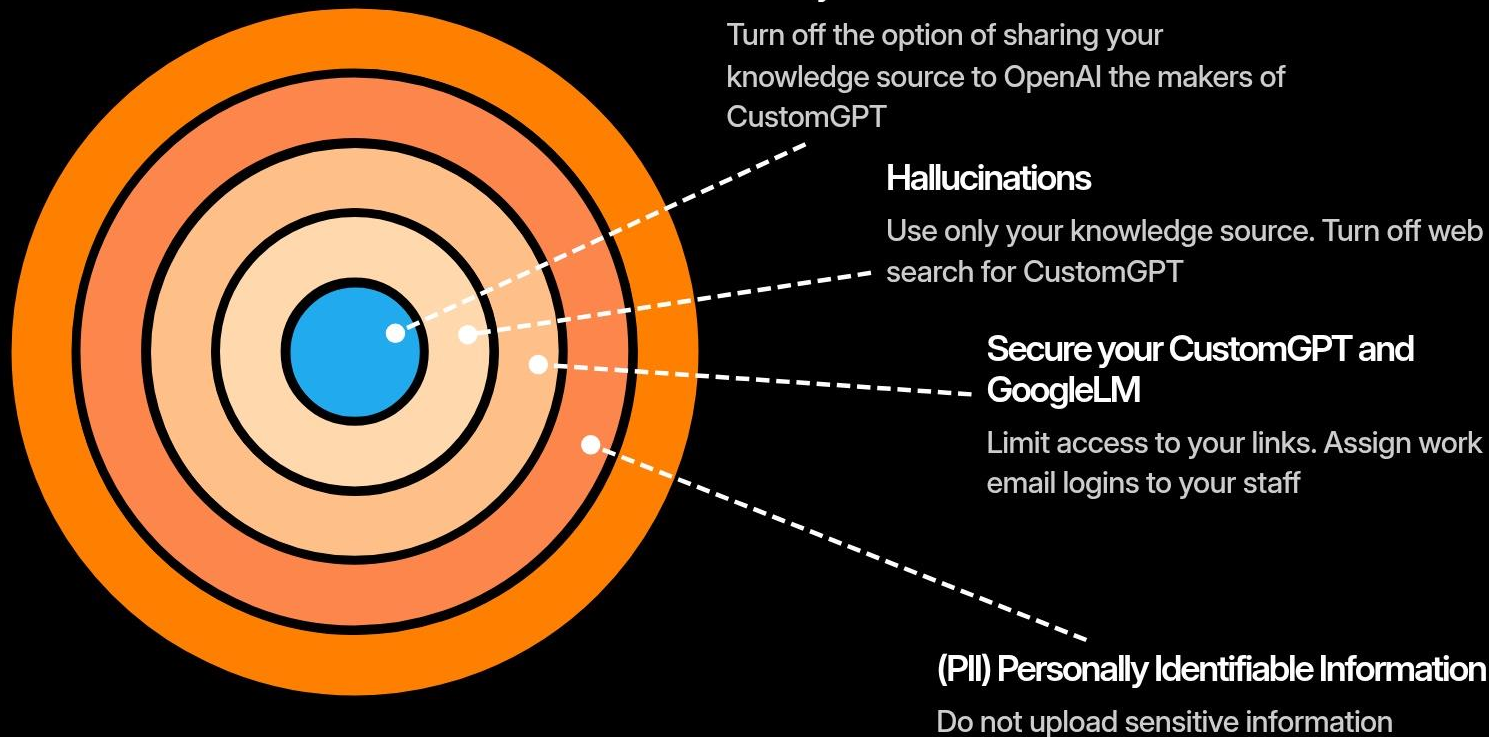 Turn off the option of sharing your
knowledge source to OpenAI the makers of
CustomGPT
Hallucinations
Use only your knowledge source. Turn off web
search for CustomGPT
Secure your CustomGPT and
GoogleLM
Limit access to your links. Assign work
email logins to your staff
(PII) Personally Identifiable Information
Do not upload sensitive information